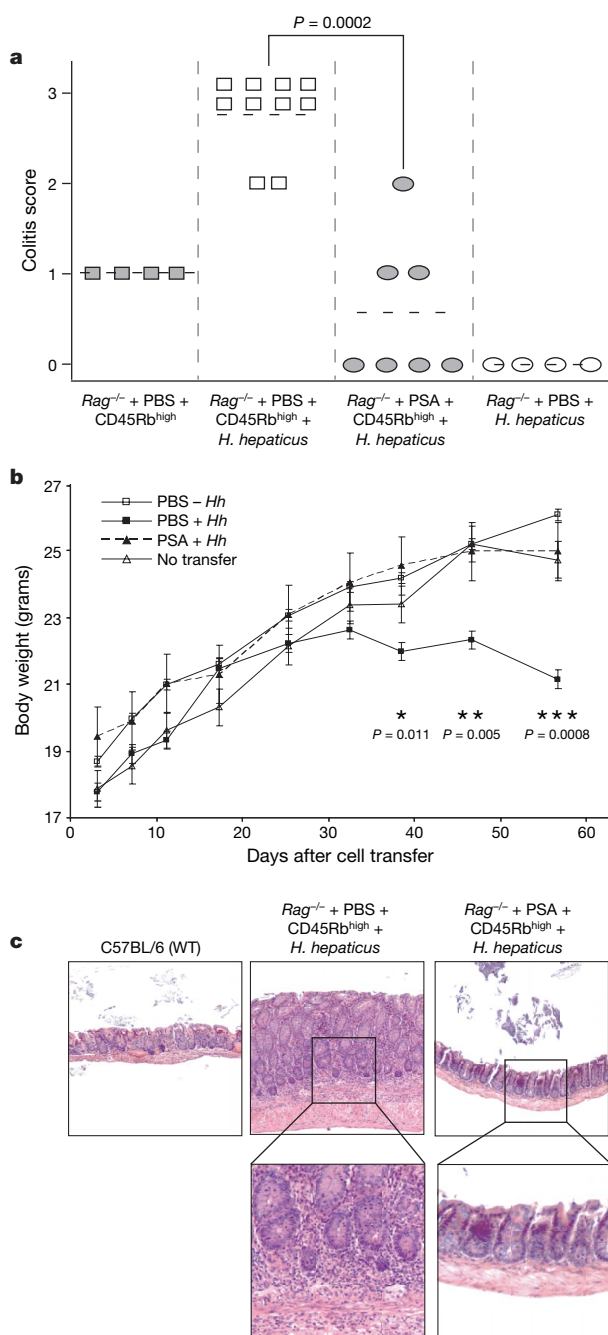 P = 0.0002
a
Colitis score
3
2
1
0
Rag–/– + PBS +
CD45Rbhigh
Rag–/– + PBS +
CD45Rbhigh +
H. hepaticus
Rag–/– + PSA +
CD45Rbhigh +
H. hepaticus
Rag–/– + PBS +
H. hepaticus
b
Body weight (grams)
27
25
23
21
19
17
PBS – Hh
PBS + Hh
PSA + Hh
No transfer
* ** ***
P = 0.011 P = 0.005 P = 0.0008
0 10 20 30 40 50 60
Days after cell transfer
c
C57BL/6 (WT)
Rag–/– + PBS +
CD45Rbhigh +
H. hepaticus
Rag–/– + PSA +
CD45Rbhigh +
H. hepaticus